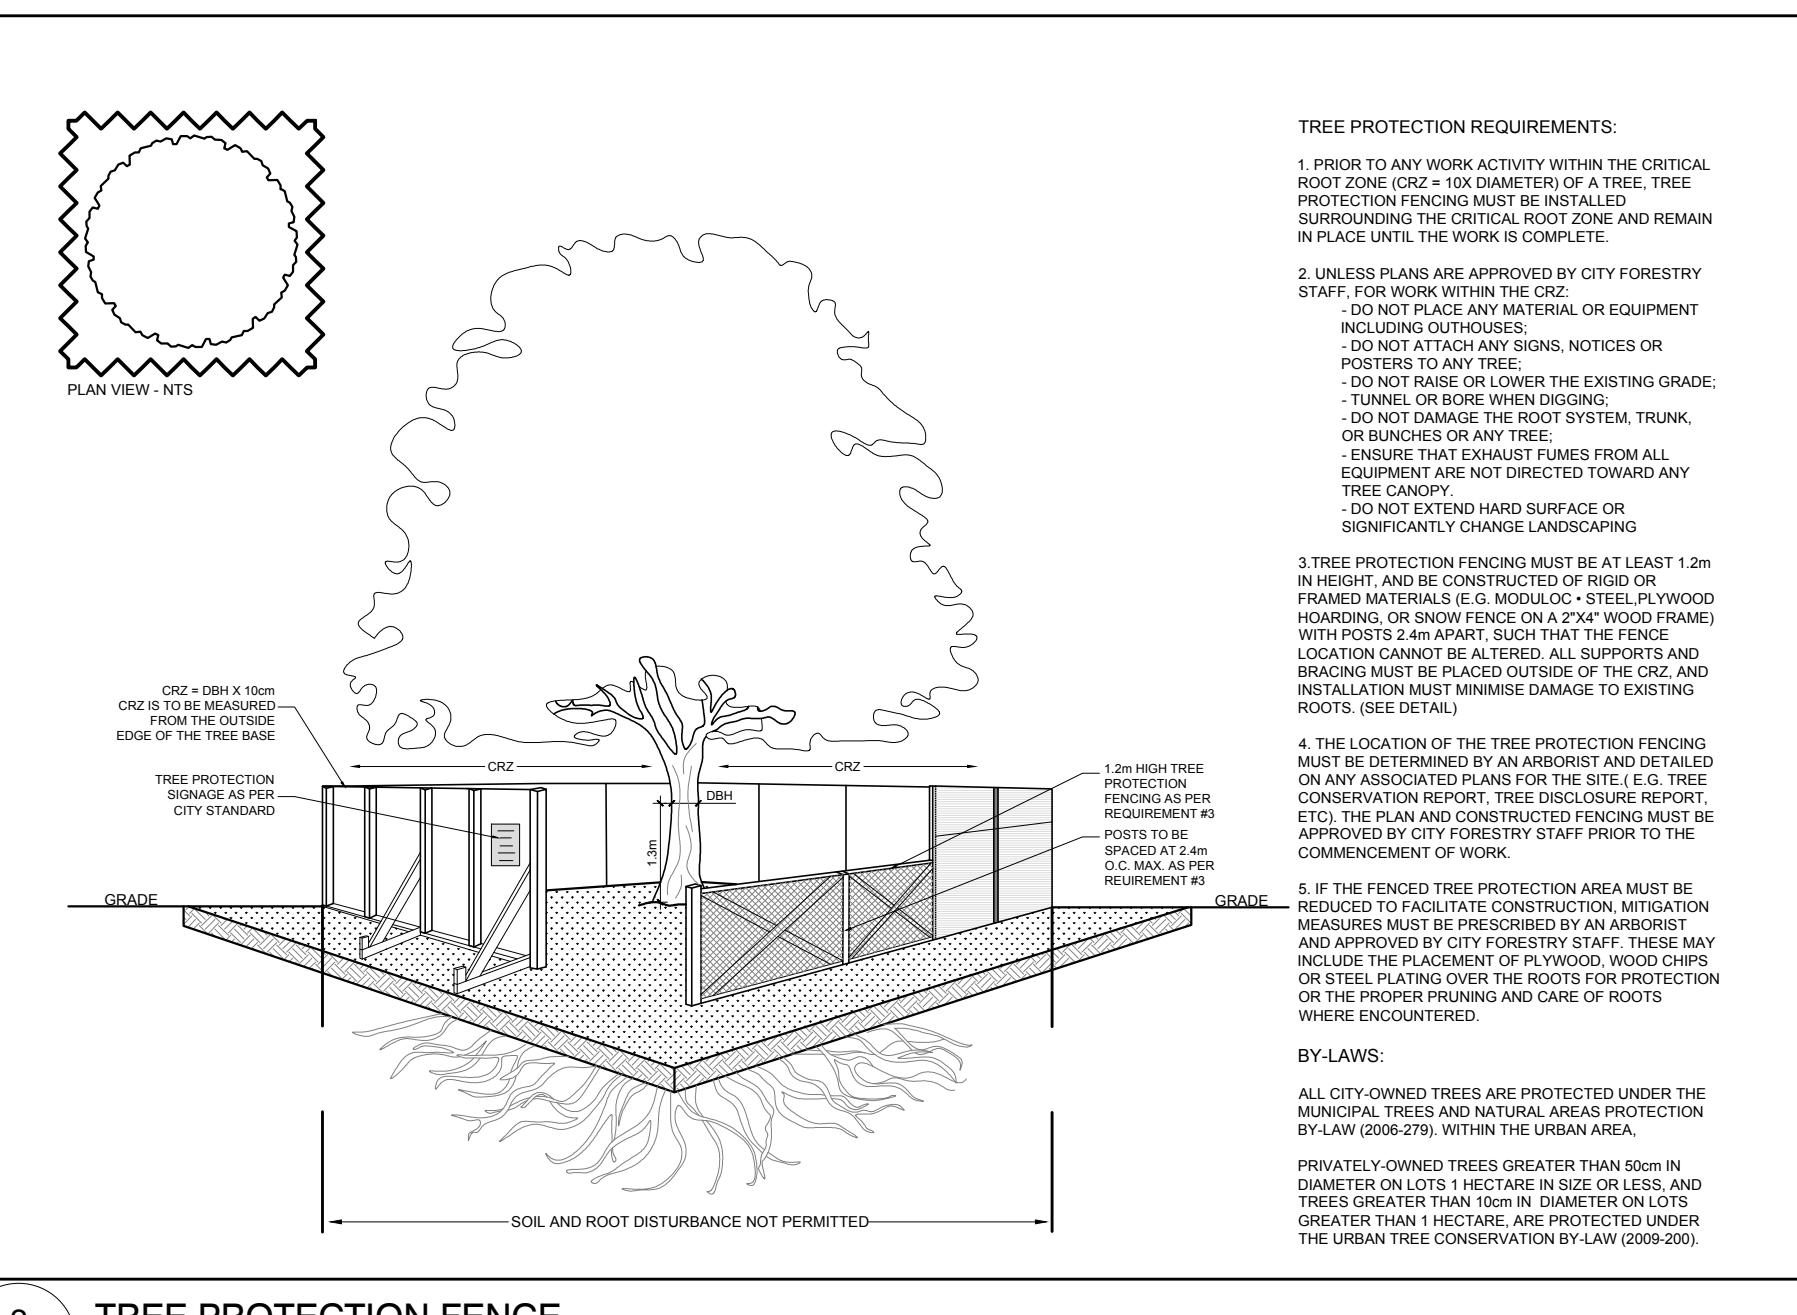 PLAN VIEW - NTS
CRZ = DBH X 10cm
CRZ IS TO BE MEASURED
FROM THE OUTSIDE
EDGE OF THE TREE BASE
TREE PROTECTION
SIGNAGE AS PER
CITY STANDARD
CRZ
CRZ
DBH
1.3m
1.2m HIGH TREE
PROTECTION
FENCING AS PER
REQUIREMENT #3
POSTS TO BE
SPACED AT 2.4m
O.C. MAX. AS PER
REUIREMENT #3
GRADE
GRADE
SOIL AND ROOT DISTURBANCE NOT PERMITTED
TREE PROTECTION REQUIREMENTS:
1. PRIOR TO ANY WORK ACTIVITY WITHIN THE CRITICAL
ROOT ZONE (CRZ = 10X DIAMETER) OF A TREE, TREE
PROTECTION FENCING MUST BE INSTALLED
SURROUNDING THE CRITICAL ROOT ZONE AND REMAIN
IN PLACE UNTIL THE WORK IS COMPLETE.
2. UNLESS PLANS ARE APPROVED BY CITY FORESTRY
STAFF, FOR WORK WITHIN THE CRZ:
- DO NOT PLACE ANY MATERIAL OR EQUIPMENT
INCLUDING OUTHOUSES;
- DO NOT ATTACH ANY SIGNS, NOTICES OR
POSTERS TO ANY TREE;
- DO NOT RAISE OR LOWER THE EXISTING GRADE;
- TUNNEL OR BORE WHEN DIGGING;
- DO NOT DAMAGE THE ROOT SYSTEM, TRUNK,
OR BUNCHES OR ANY TREE;
- ENSURE THAT EXHAUST FUMES FROM ALL
EQUIPMENT ARE NOT DIRECTED TOWARD ANY
TREE CANOPY.
- DO NOT EXTEND HARD SURFACE OR
SIGNIFICANTLY CHANGE LANDSCAPING
3.TREE PROTECTION FENCING MUST BE AT LEAST 1.2m
IN HEIGHT, AND BE CONSTRUCTED OF RIGID OR
FRAMED MATERIALS (E.G. MODULOC • STEEL,PLYWOOD
HOARDING, OR SNOW FENCE ON A 2"X4" WOOD FRAME)
WITH POSTS 2.4m APART, SUCH THAT THE FENCE
LOCATION CANNOT BE ALTERED. ALL SUPPORTS AND
BRACING MUST BE PLACED OUTSIDE OF THE CRZ, AND
INSTALLATION MUST MINIMISE DAMAGE TO EXISTING
ROOTS. (SEE DETAIL)
4. THE LOCATION OF THE TREE PROTECTION FENCING
MUST BE DETERMINED BY AN ARBORIST AND DETAILED
ON ANY ASSOCIATED PLANS FOR THE SITE.( E.G. TREE
CONSERVATION REPORT, TREE DISCLOSURE REPORT,
ETC). THE PLAN AND CONSTRUCTED FENCING MUST BE
APPROVED BY CITY FORESTRY STAFF PRIOR TO THE
COMMENCEMENT OF WORK.
5. IF THE FENCED TREE PROTECTION AREA MUST BE
REDUCED TO FACILITATE CONSTRUCTION, MITIGATION
MEASURES MUST BE PRESCRIBED BY AN ARBORIST
AND APPROVED BY CITY FORESTRY STAFF. THESE MAY
INCLUDE THE PLACEMENT OF PLYWOOD, WOOD CHIPS
OR STEEL PLATING OVER THE ROOTS FOR PROTECTION
OR THE PROPER PRUNING AND CARE OF ROOTS
WHERE ENCOUNTERED.
BY-LAWS:
ALL CITY-OWNED TREES ARE PROTECTED UNDER THE
MUNICIPAL TREES AND NATURAL AREAS PROTECTION
BY-LAW (2006-279). WITHIN THE URBAN AREA,
PRIVATELY-OWNED TREES GREATER THAN 50cm IN
DIAMETER ON LOTS 1 HECTARE IN SIZE OR LESS, AND
TREES GREATER THAN 10cm IN DIAMETER ON LOTS
GREATER THAN 1 HECTARE, ARE PROTECTED UNDER
THE URBAN TREE CONSERVATION BY-LAW (2009-200).
TREE PROTECTION FENCE